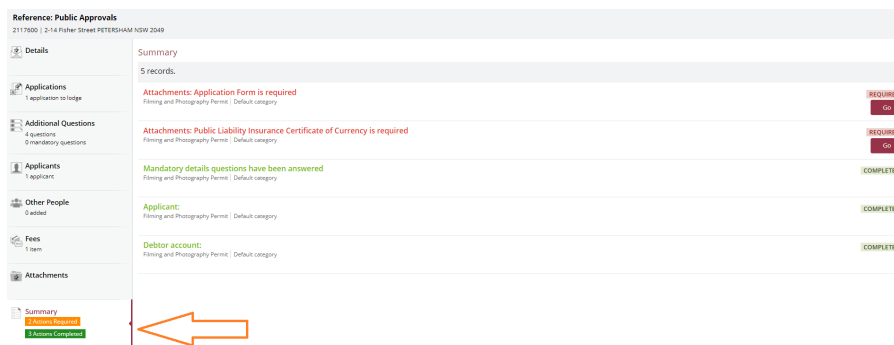 Reference: Public Approvals
2117600 | 2-14 Fisher Street PETERSHAM NSW 2049
Details
Applications
1 application to lodge
Additional Questions
4 questions
0 mandatory questions
Applicants
1 applicant
Other People
0 added
Fees
1 item
Attachments
Summary
2 Actions Required
3 Actions Completed
Summary
5 records.
Attachments: Application Form is required
Filming and Photography Permit | Default category
REQUIRE
Go
Attachments: Public Liability Insurance Certificate of Currency is required
Filming and Photography Permit | Default category
REQUIRE
Go
Mandatory details questions have been answered
Filming and Photography Permit | Default category
COMPLETE
Applicant:
Filming and Photography Permit | Default category
COMPLETE
Debtor account:
Filming and Photography Permit | Default category
COMPLETE